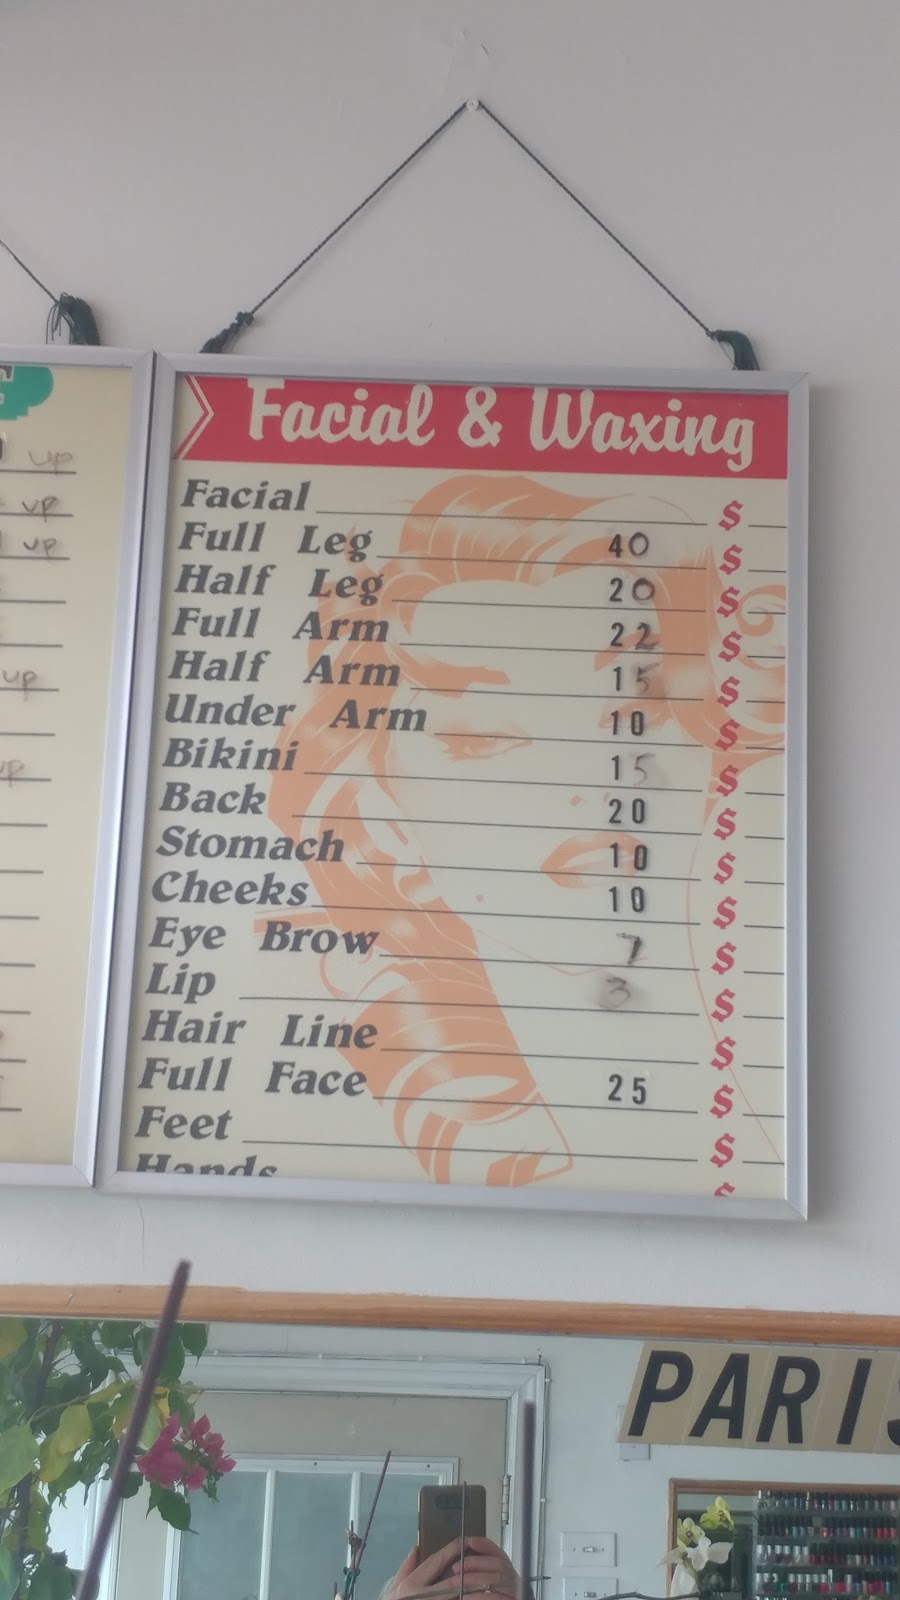 Facial & Waxing
Facial $
Full Leg 40 $
Half Leg 20 $
Full Arm 22 $
Half Arm 15 $
Under Arm 10 $
Bikini 15 $
Back 20 $
Stomach 10 $
Cheeks 10 $
Eye Brow 7 $
Lip 3 $
Hair Line $
Full Face 25 $
Feet $
Hands $
up
up
up
up
up
PARIS